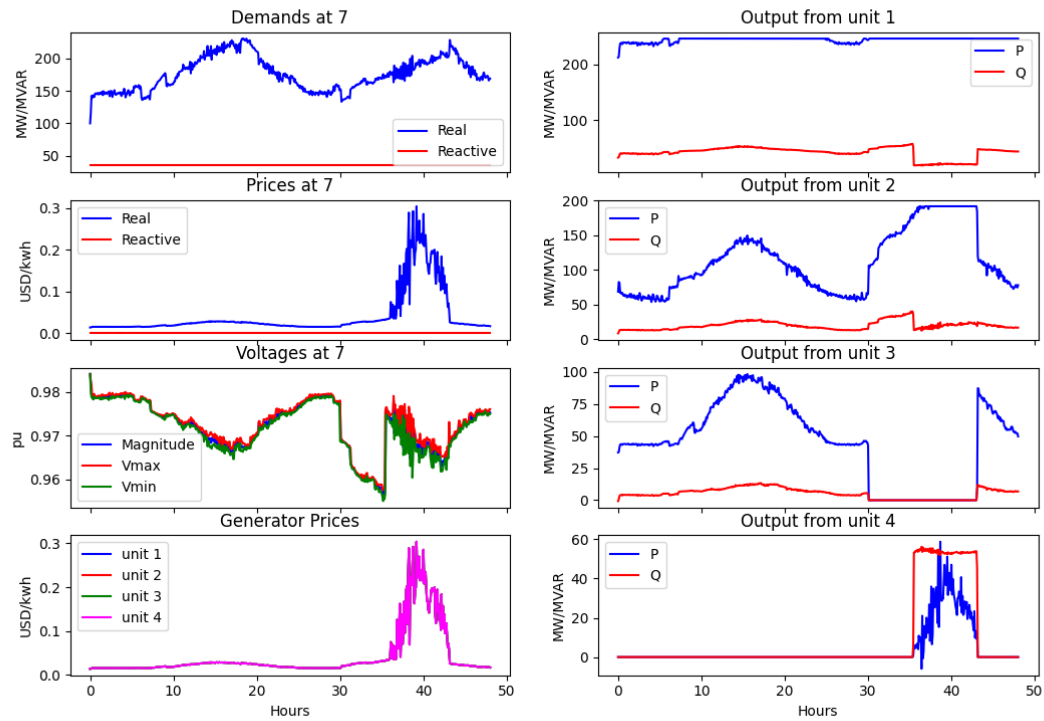 Demands at 7
200
150
100
50
MW/MVAR
Real
Reactive
Prices at 7
0.3
0.2
0.1
0.0
USD/kwh
Real
Reactive
Voltages at 7
0.98
0.97
0.96
pu
Magnitude
Vmax
Vmin
Generator Prices
0.3
0.2
0.1
0.0
USD/kwh
unit 1
unit 2
unit 3
unit 4
0 10 20 30 40 50
Hours
Output from unit 1
200
100
MW/MVAR
P
Q
Output from unit 2
200
150
100
50
0
MW/MVAR
P
Q
Output from unit 3
100
75
50
25
0
MW/MVAR
P
Q
Output from unit 4
60
40
20
0
MW/MVAR
P
Q
0 10 20 30 40 50
Hours